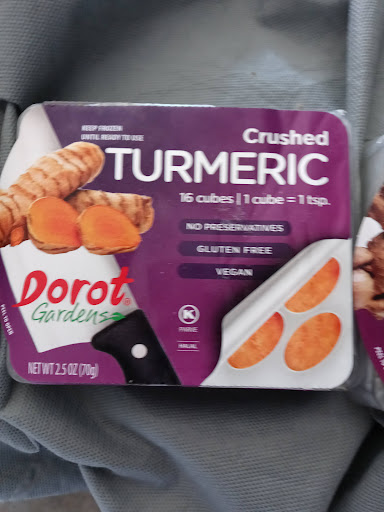 KEEP FROZEN
UNTIL READY TO USE
Crushed
TURMERIC
16 cubes | 1 cube = 1 tsp.
NO PRESERVATIVES
GLUTEN FREE
VEGAN
Dorot®
Gardens
K
PARVE
HALAL
NET WT 2.5 OZ (70g)
PEEL TO OPEN